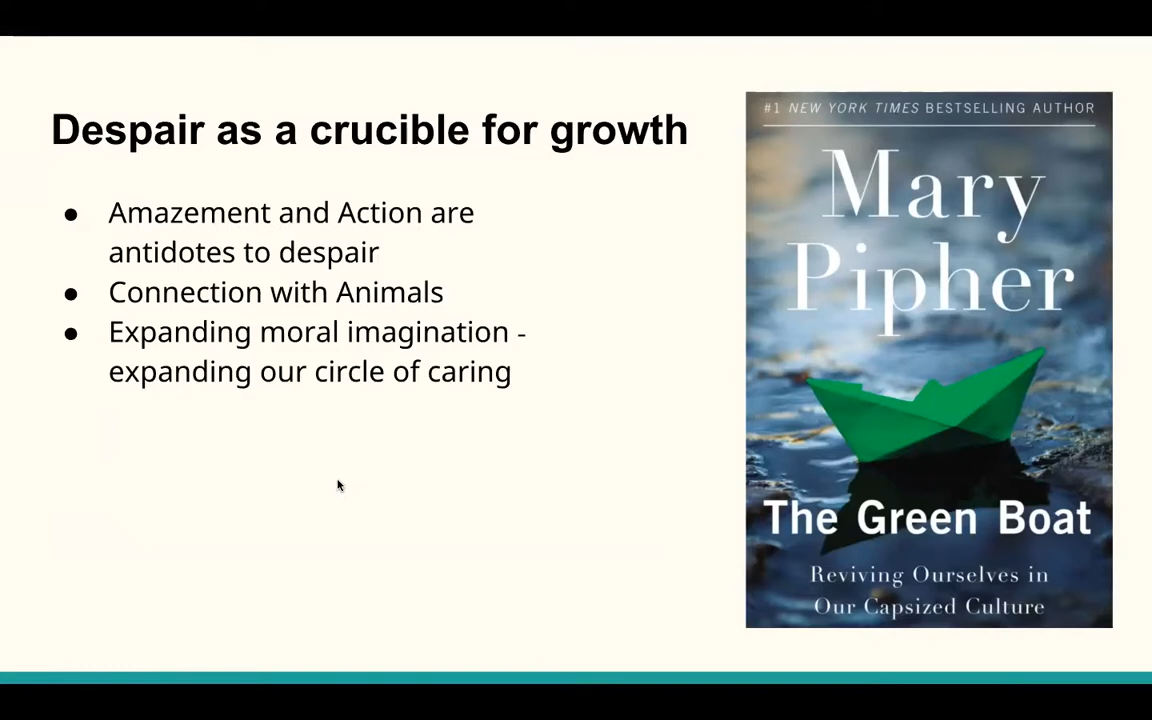 Despair as a crucible for growth
● Amazement and Action are
antidotes to despair
● Connection with Animals
● Expanding moral imagination -
expanding our circle of caring
#1 NEW YORK TIMES BESTSELLING AUTHOR
Mary
Pipher
The Green Boat
Reviving Ourselves in
Our Capsized Culture